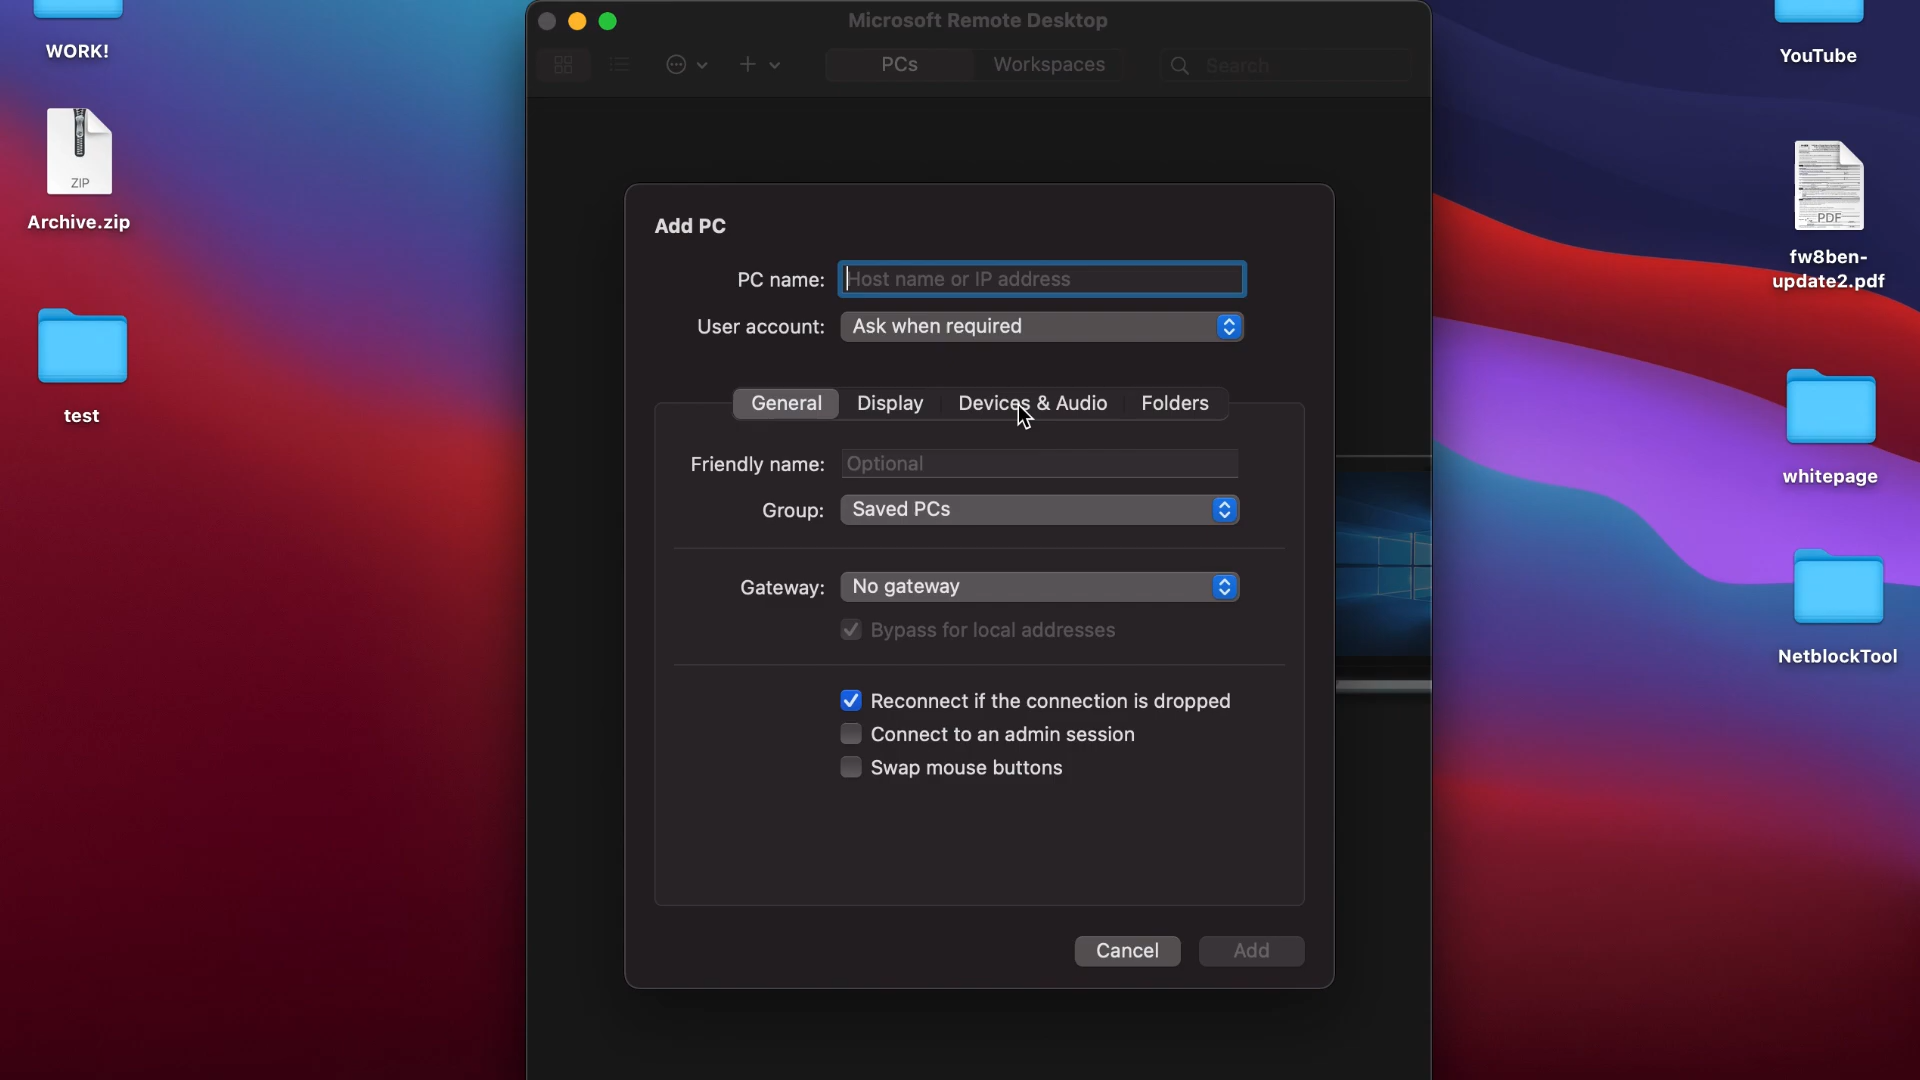 WORK!
ZIP
Archive.zip
test
Microsoft Remote Desktop
PCs
Workspaces
Search
Add PC
PC name:
Host name or IP address
User account:
Ask when required
General
Display
Devices & Audio
Folders
Friendly name:
Optional
Group:
Saved PCs
Gateway:
No gateway
Bypass for local addresses
Reconnect if the connection is dropped
Connect to an admin session
Swap mouse buttons
Cancel
Add
YouTube
PDF
fw8ben-
update2.pdf
whitepage
NetblockTool